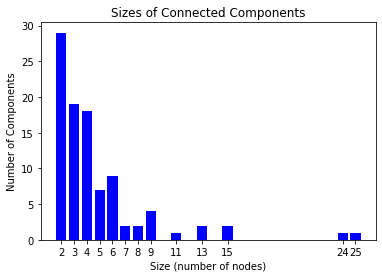 Sizes of Connected Components
Number of Components
30
25
20
15
10
5
0
2 3 4 5 6 7 8 9 11 13 15 24 25
Size (number of nodes)